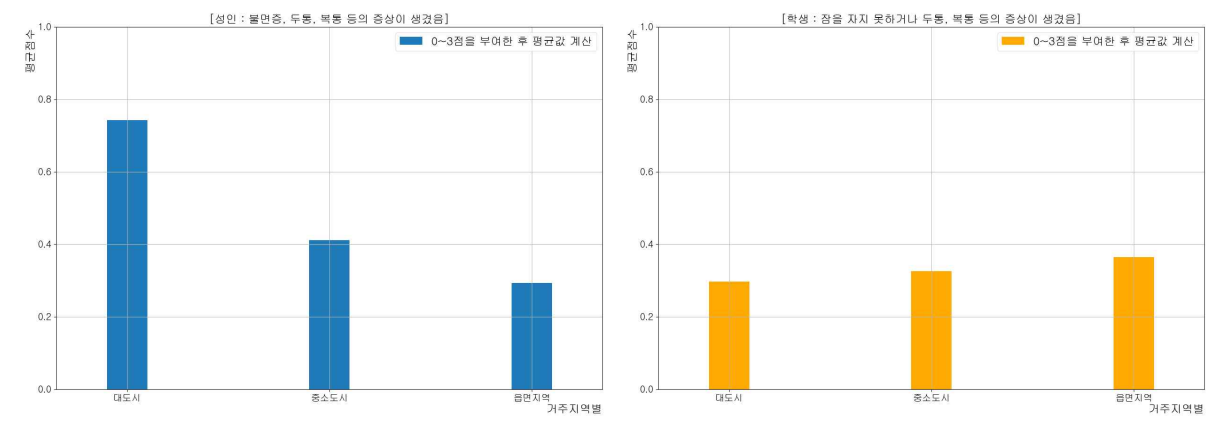 [성인 : 불면증, 두통, 복통 등의 증상이 생겼음]
평균점수
0~3점을 부여한 후 평균값 계산
1.0
0.8
0.6
0.4
0.2
0.0
대도시
중소도시
읍면지역
거주지역별
[학생 : 잠을 자지 못하거나 두통, 복통 등의 증상이 생겼음]
평균점수
0~3점을 부여한 후 평균값 계산
1.0
0.8
0.6
0.4
0.2
0.0
대도시
중소도시
읍면지역
거주지역별